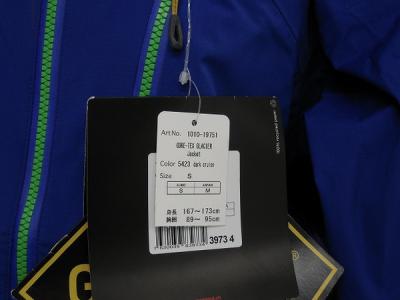 Art No. 1010-19751
GORE-TEX GLACIER
Jacket
Color 5423 dark cruise
Size S
S M
身長 167～173cm
胸囲 89～ 95cm
3973 4
G